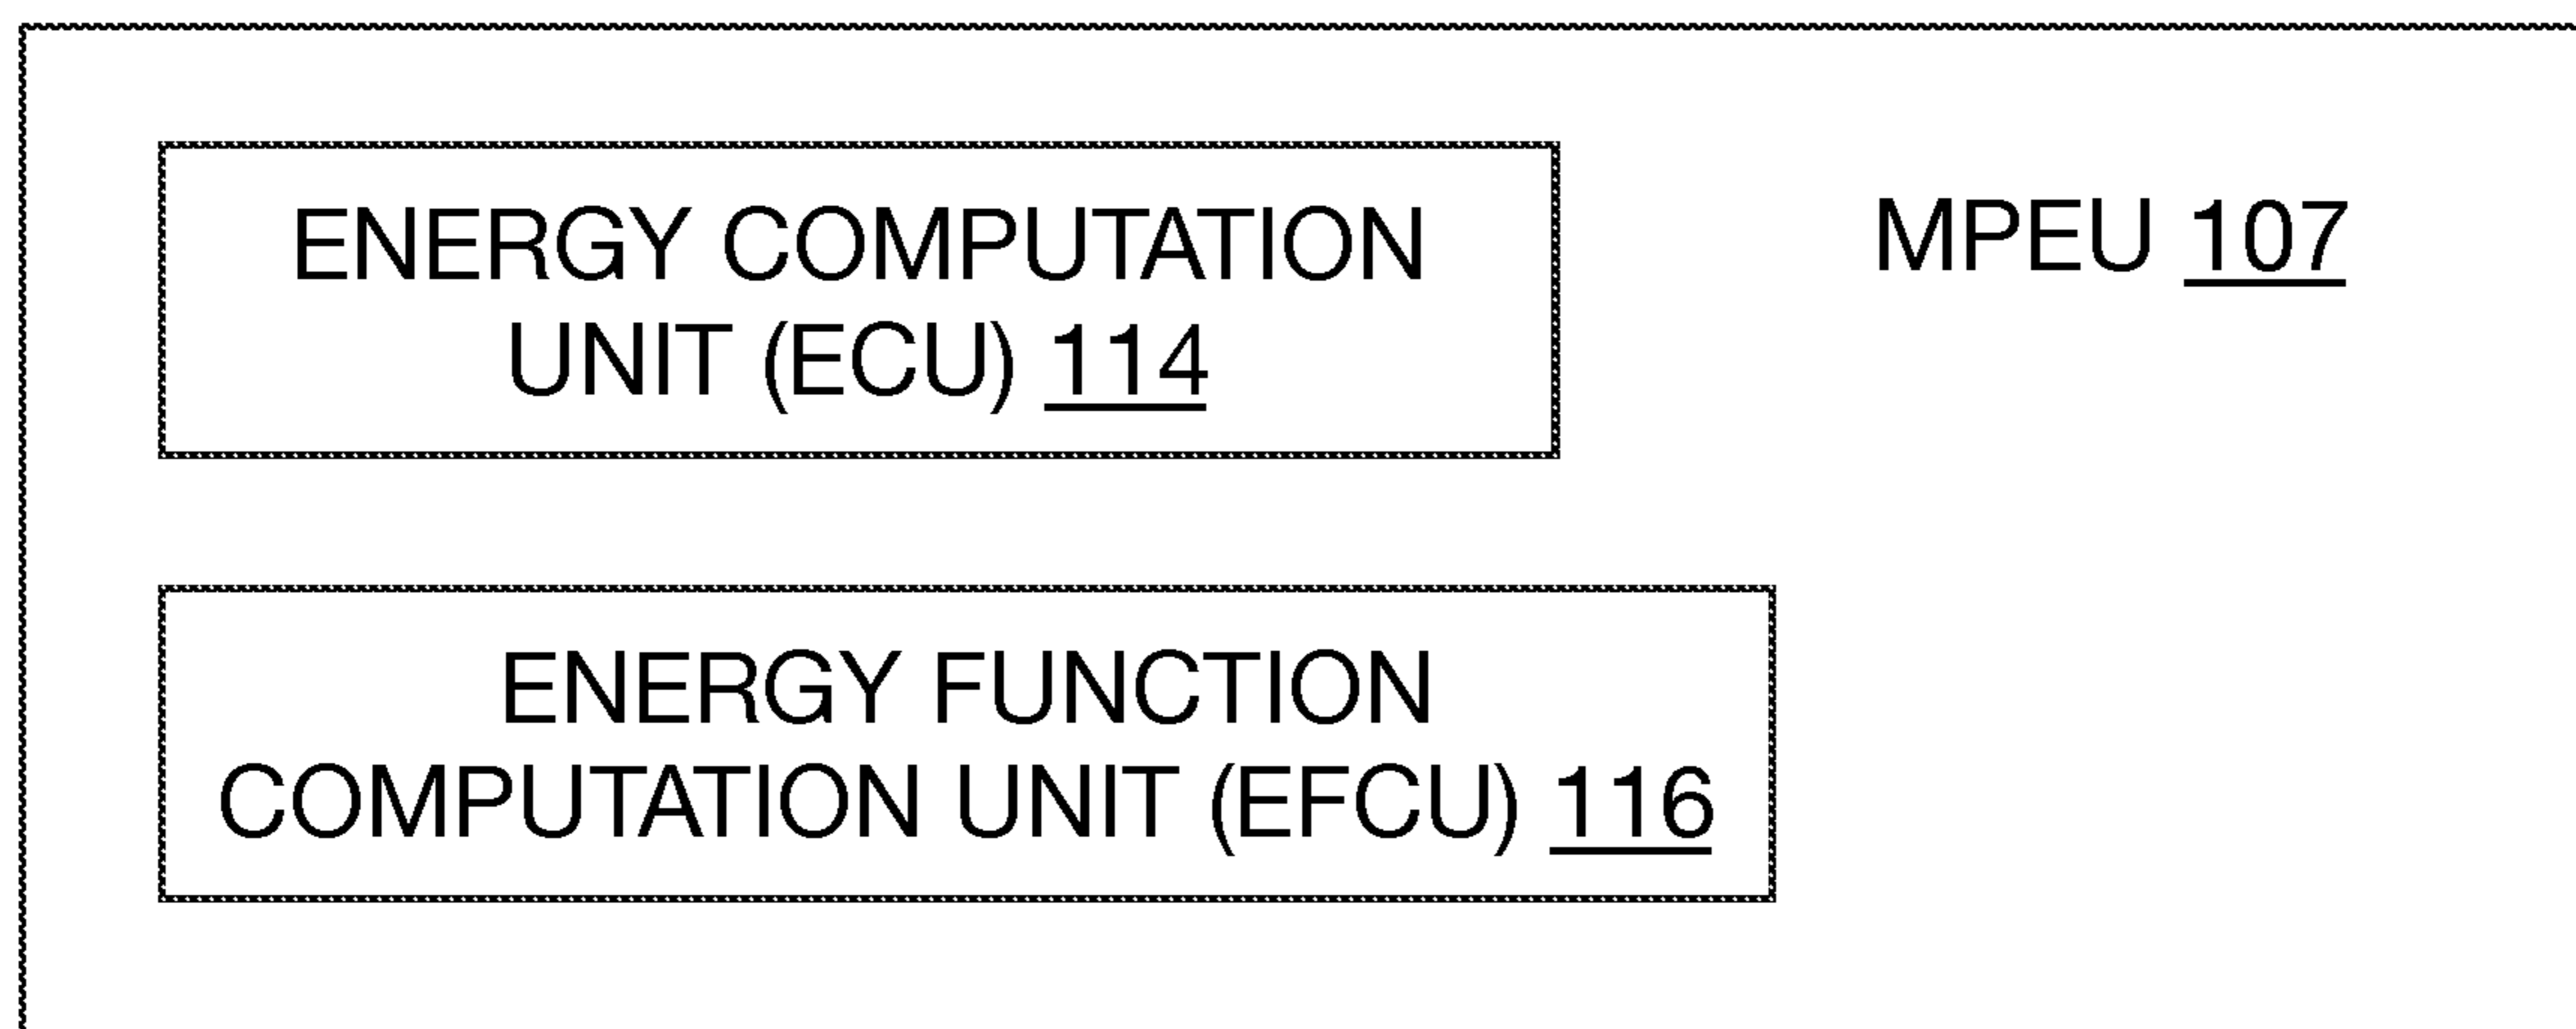 ENERGY COMPUTATION
UNIT (ECU) 114
MPEU 107
ENERGY FUNCTION
COMPUTATION UNIT (EFCU) 116